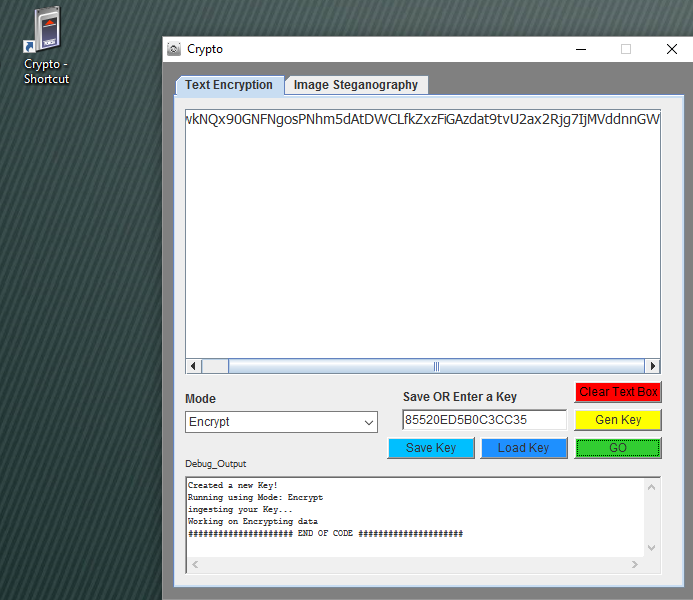 Crypto -
Shortcut
Crypto
Text Encryption
Image Steganography
wkNQx90GNFNgosPNhm5dAtDWCLfkZxzFiGAzdat9tvU2ax2Rjg7IjMVddnnGW
Mode
Save OR Enter a Key
Clear Text Box
Encrypt
85520ED5B0C3CC35
Gen Key
Save Key
Load Key
GO
Debug_Output
Created a new Key!
Running using Mode: Encrypt
ingesting your Key...
Working on Encrypting data
##################### END OF CODE #####################